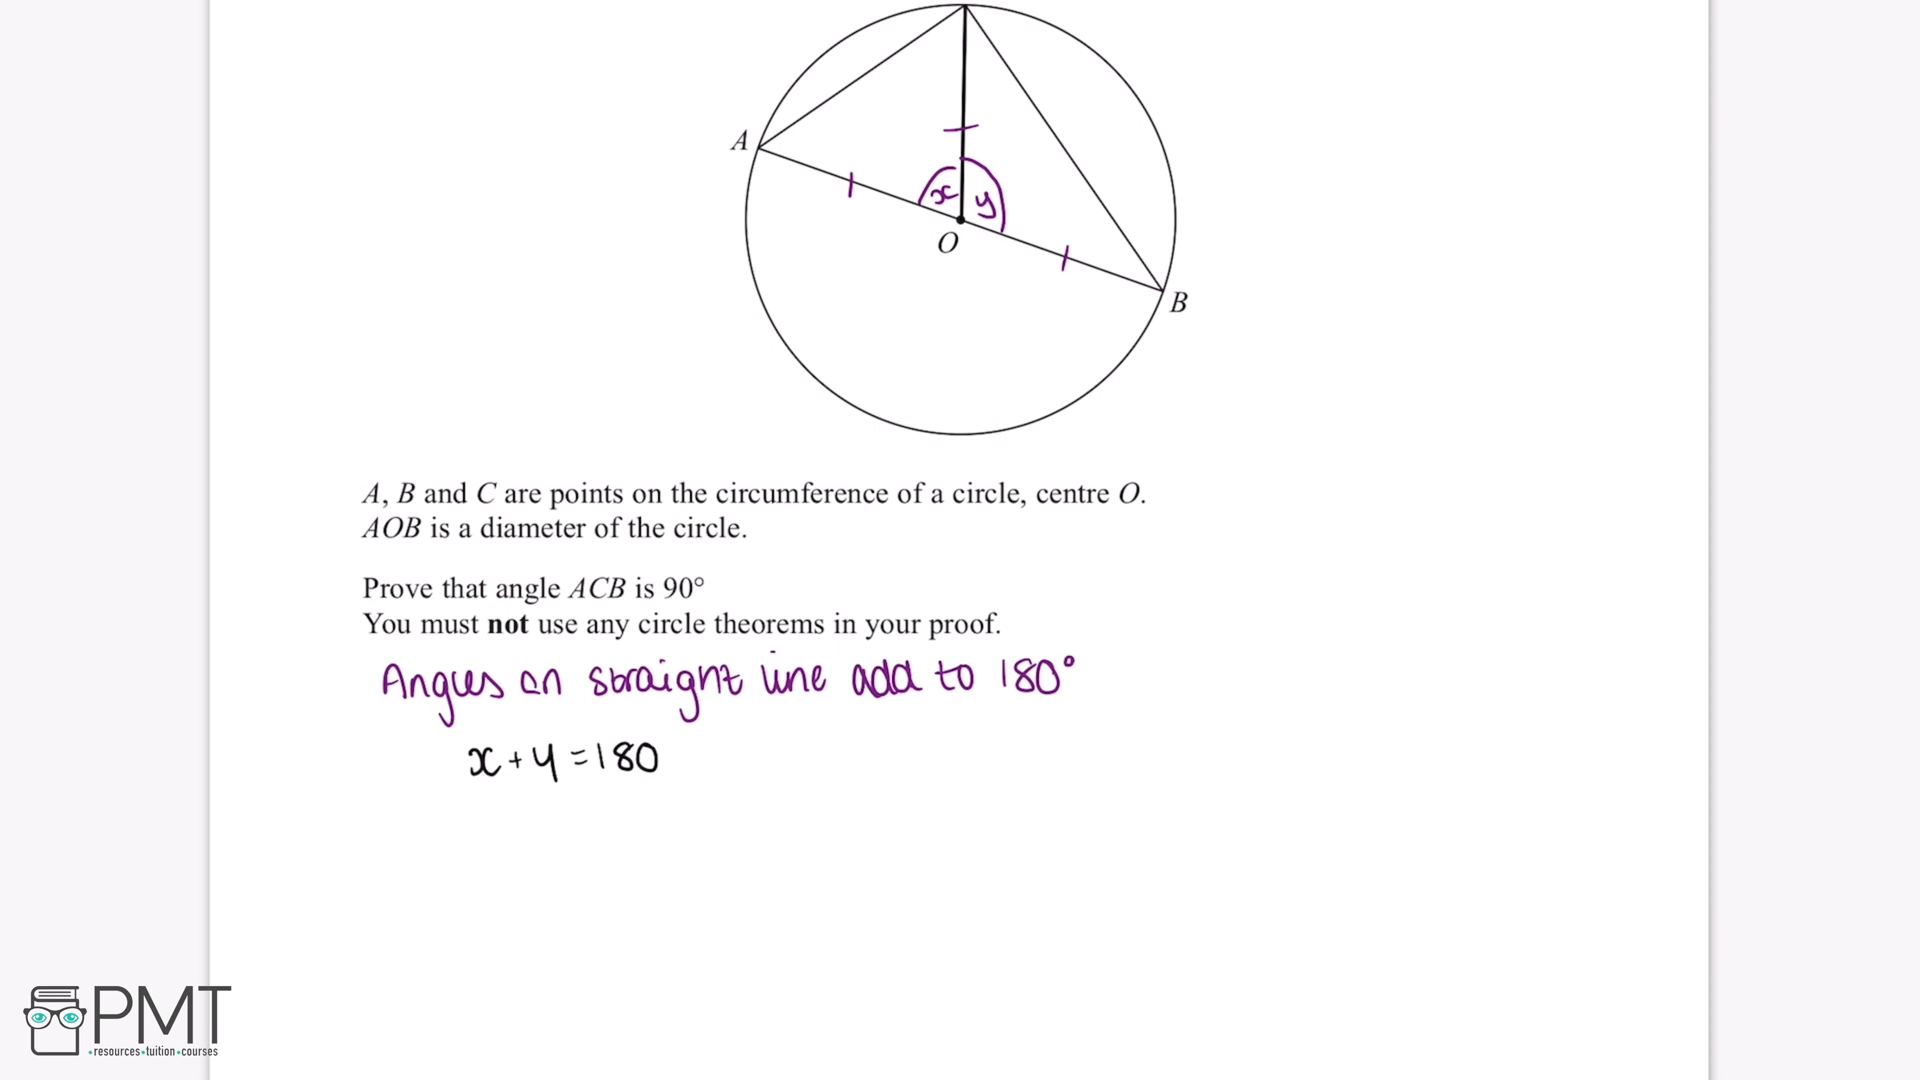 A
x
y
O
B
A, B and C are points on the circumference of a circle, centre O.
AOB is a diameter of the circle.
Prove that angle ACB is 90°
You must not use any circle theorems in your proof.
Angles on straight line add to 180°
x + y = 180
PMT
•resources•tuition•courses